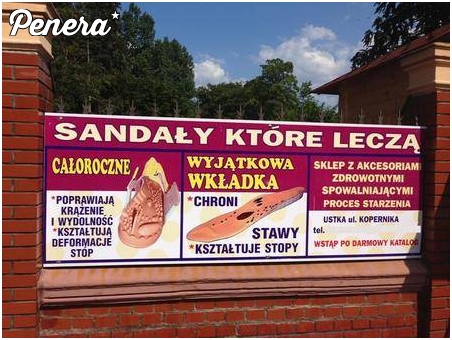 Penera*
SANDAŁY KTÓRE LECZĄ
CAŁOROCZNE
*POPRAWIAJĄ
KRĄŻENIE
I WYDOLNOŚĆ
*KSZTAŁTUJĄ
DEFORMACJE
STÓP
WYJĄTKOWA
WKŁADKA
*CHRONI
STAWY
*KSZTAŁTUJE STOPY
SKLEP Z AKCESORIAMI
ZDROWOTNYMI
SPOWALNIAJĄCYMI
PROCES STARZENIA
USTKA ul. KOPERNIKA
tel.
WSTĄP PO DARMOWY KATALOG